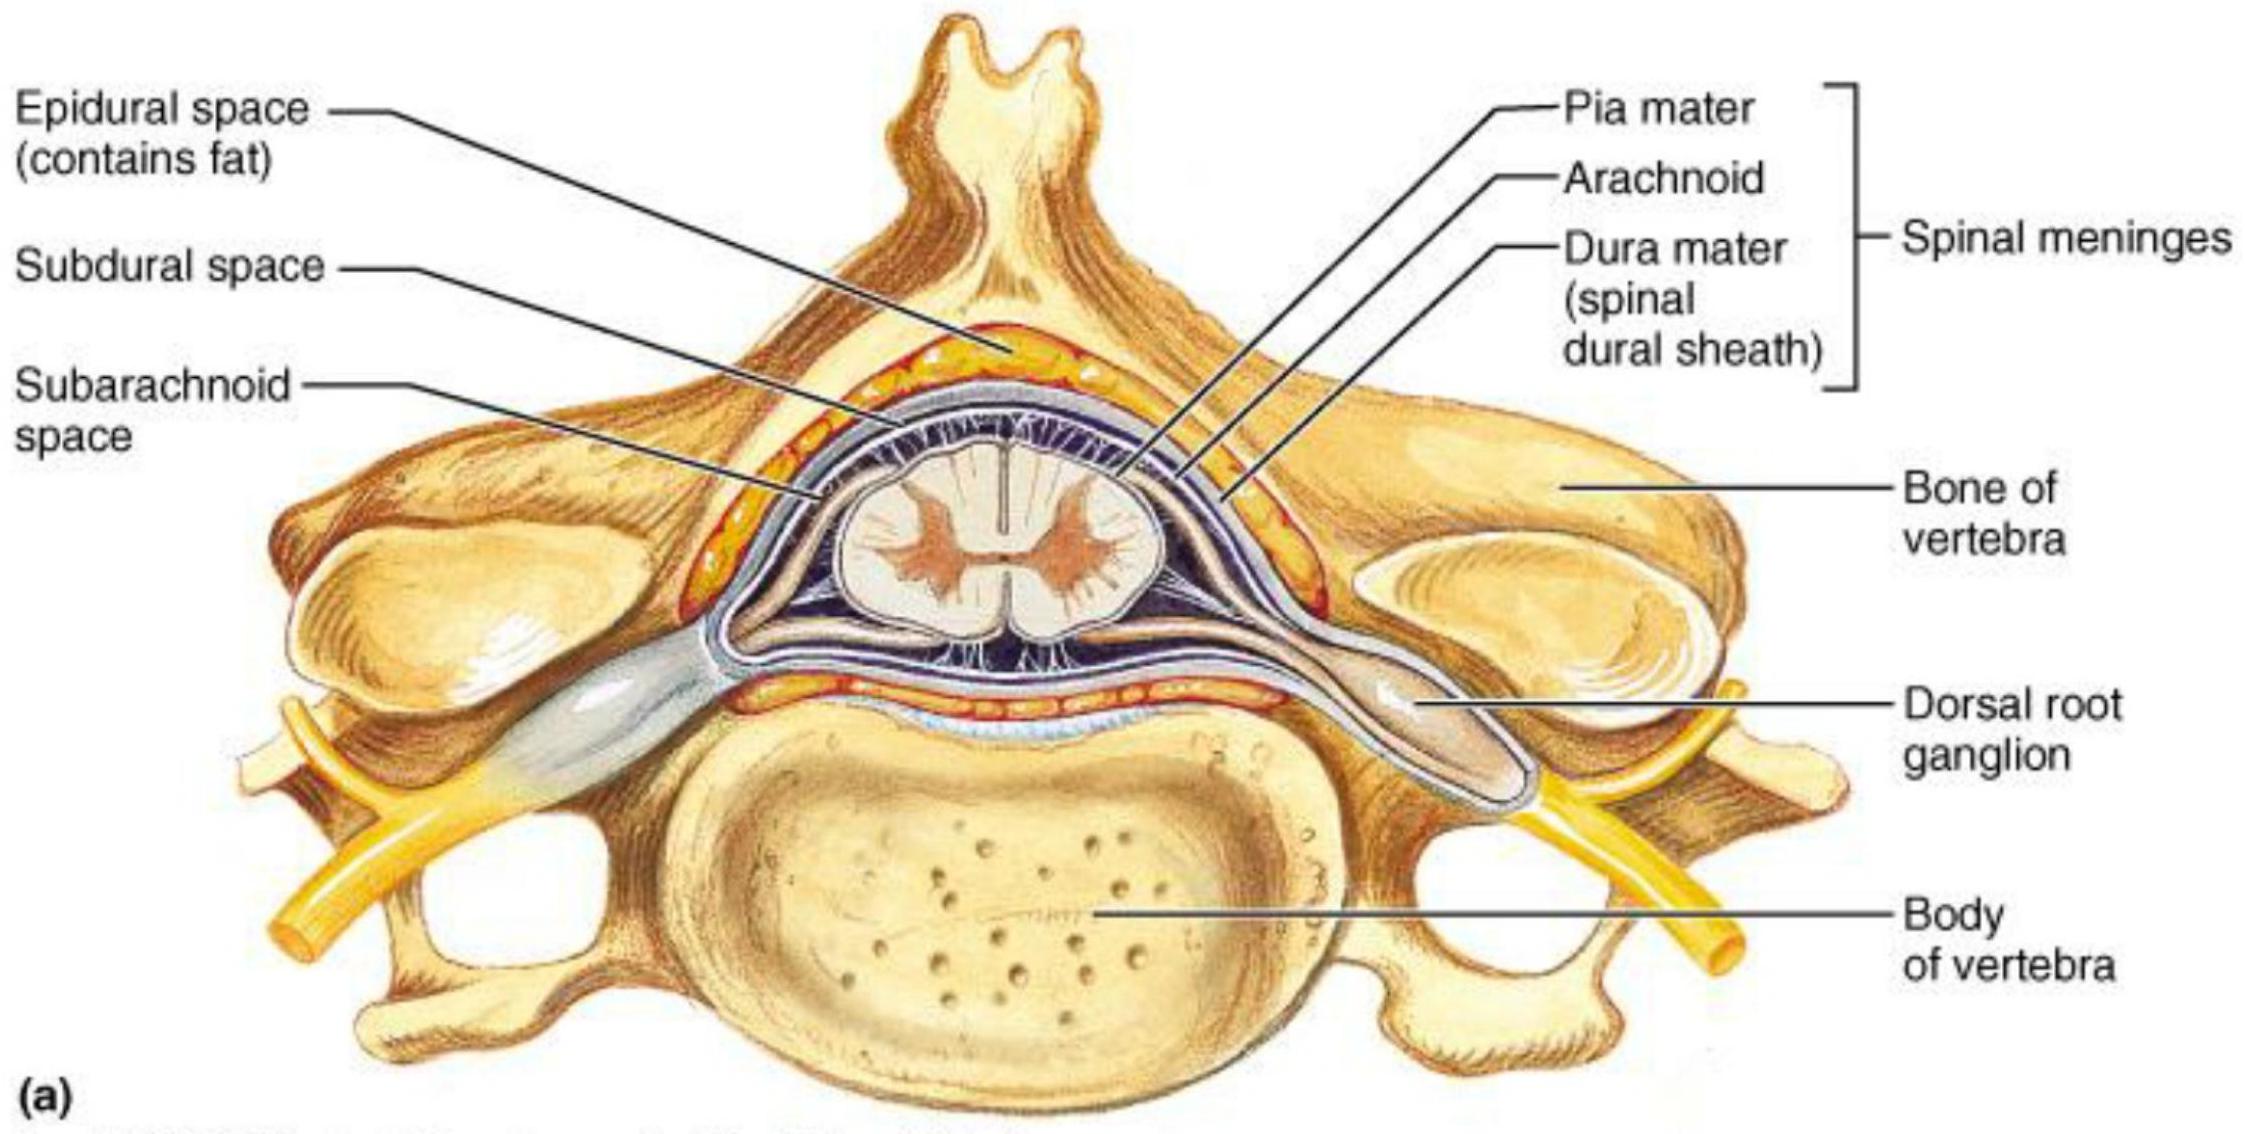 Epidural space
(contains fat)
Subdural space
Subarachnoid
space
Pia mater
Arachnoid
Dura mater
(spinal
dural sheath)
Spinal meninges
Bone of
vertebra
Dorsal root
ganglion
Body
of vertebra
(a)